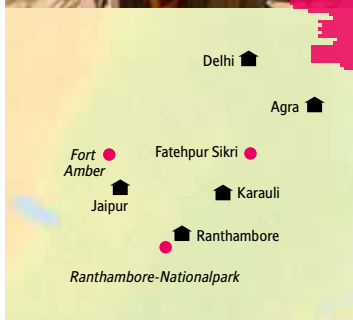 Delhi
Agra
Fort
Amber
Fatehpur Sikri
Jaipur
Karauli
Ranthambore
Ranthambore-Nationalpark